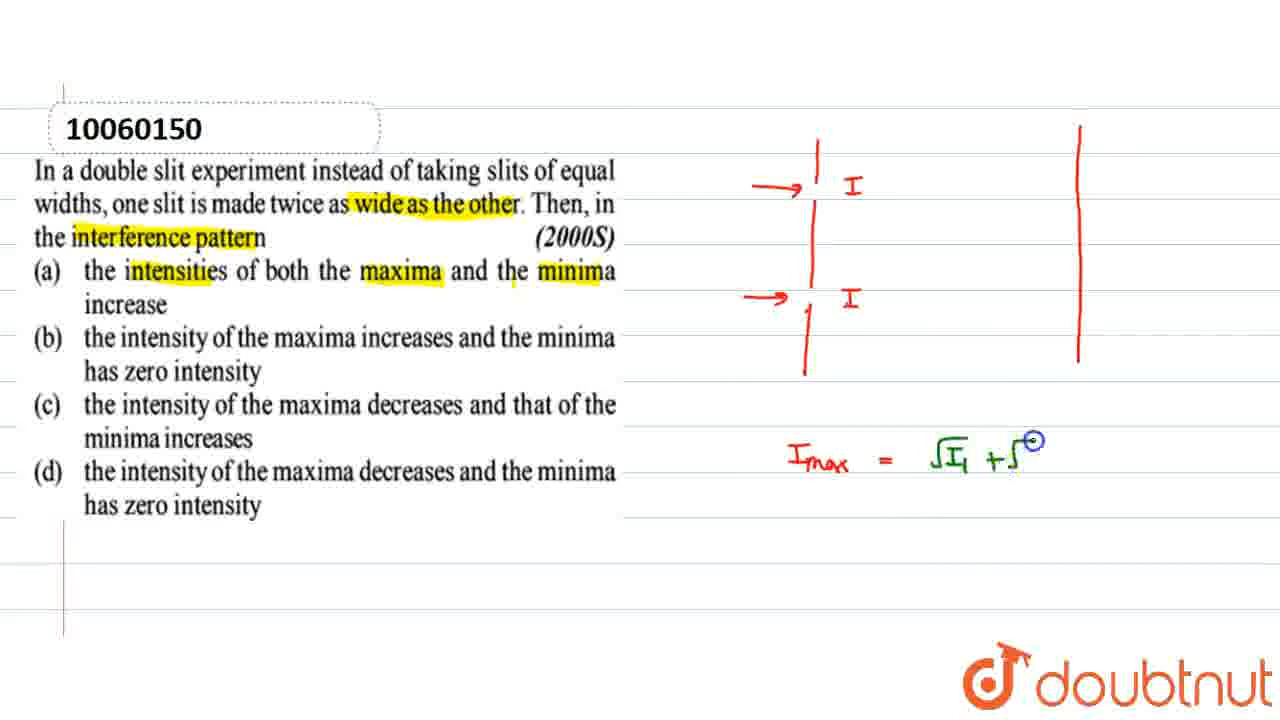 10060150
In a double slit experiment instead of taking slits of equal
widths, one slit is made twice as wide as the other. Then, in
the interference pattern (2000S)
(a) the intensities of both the maxima and the minima
increase
(b) the intensity of the maxima increases and the minima
has zero intensity
(c) the intensity of the maxima decreases and that of the
minima increases
(d) the intensity of the maxima decreases and the minima
has zero intensity
I
I
Imax = √I₁ + √
doubtnut